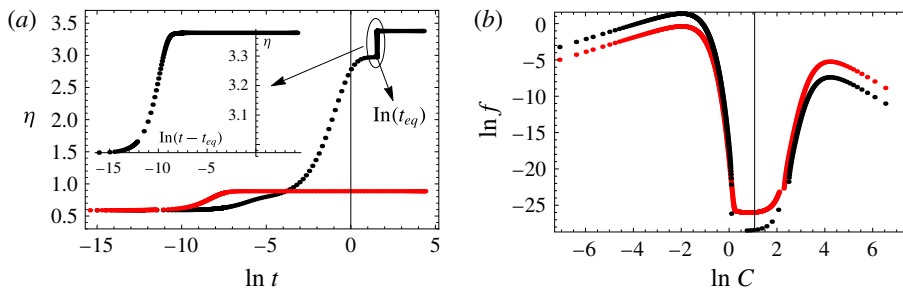 (a)
3.5
3.0
2.5
2.0
1.5
1.0
0.5
η
η
3.3
3.2
3.1
3.0
ln(t − t_eq)
−15 −10 −5
ln(t_eq)
−15 −10 −5 0 5
ln t
(b)
0
−5
−10
−15
−20
−25
ln f
−6 −4 −2 0 2 4 6
ln C